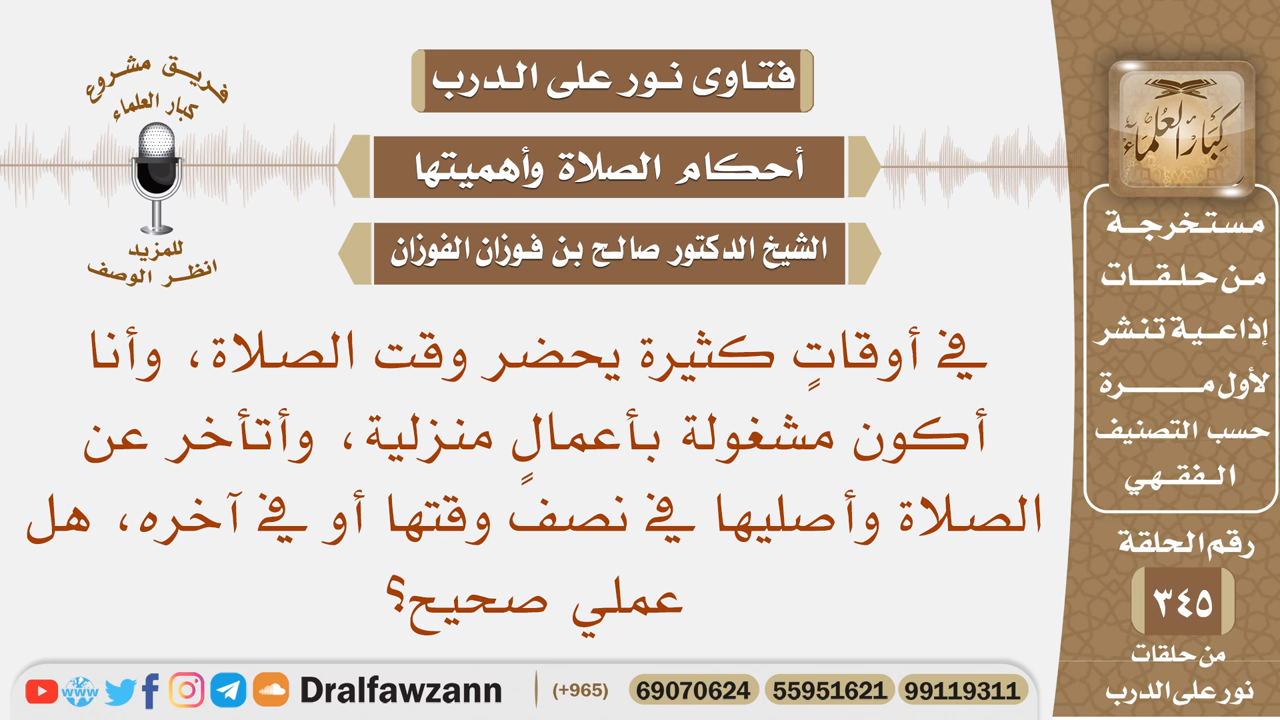 فتاوى نور على الدرب
أحكام الصلاة وأهميتها
الشيخ الدكتور صالح بن فوزان الفوزان
في أوقاتٍ كثيرة يحضر وقت الصلاة، وأنا
أكون مشغولة بأعمالٍ منزلية، وأتأخر عن
الصلاة وأصليها في نصف وقتها أو في آخره، هل
عملي صحيح؟
فريق مشروع
كبار العلماء
للمزيد
انظر الوصف
كبار العلماء
مستخرجة
من حلقات
إذاعية تنشر
لأول مرة
حسب التصنيف
الفقهي
رقم الحلقة
٣٤٥
من حلقات
نور على الدرب
www Dralfawzann (+965) 69070624 55951621 99119311